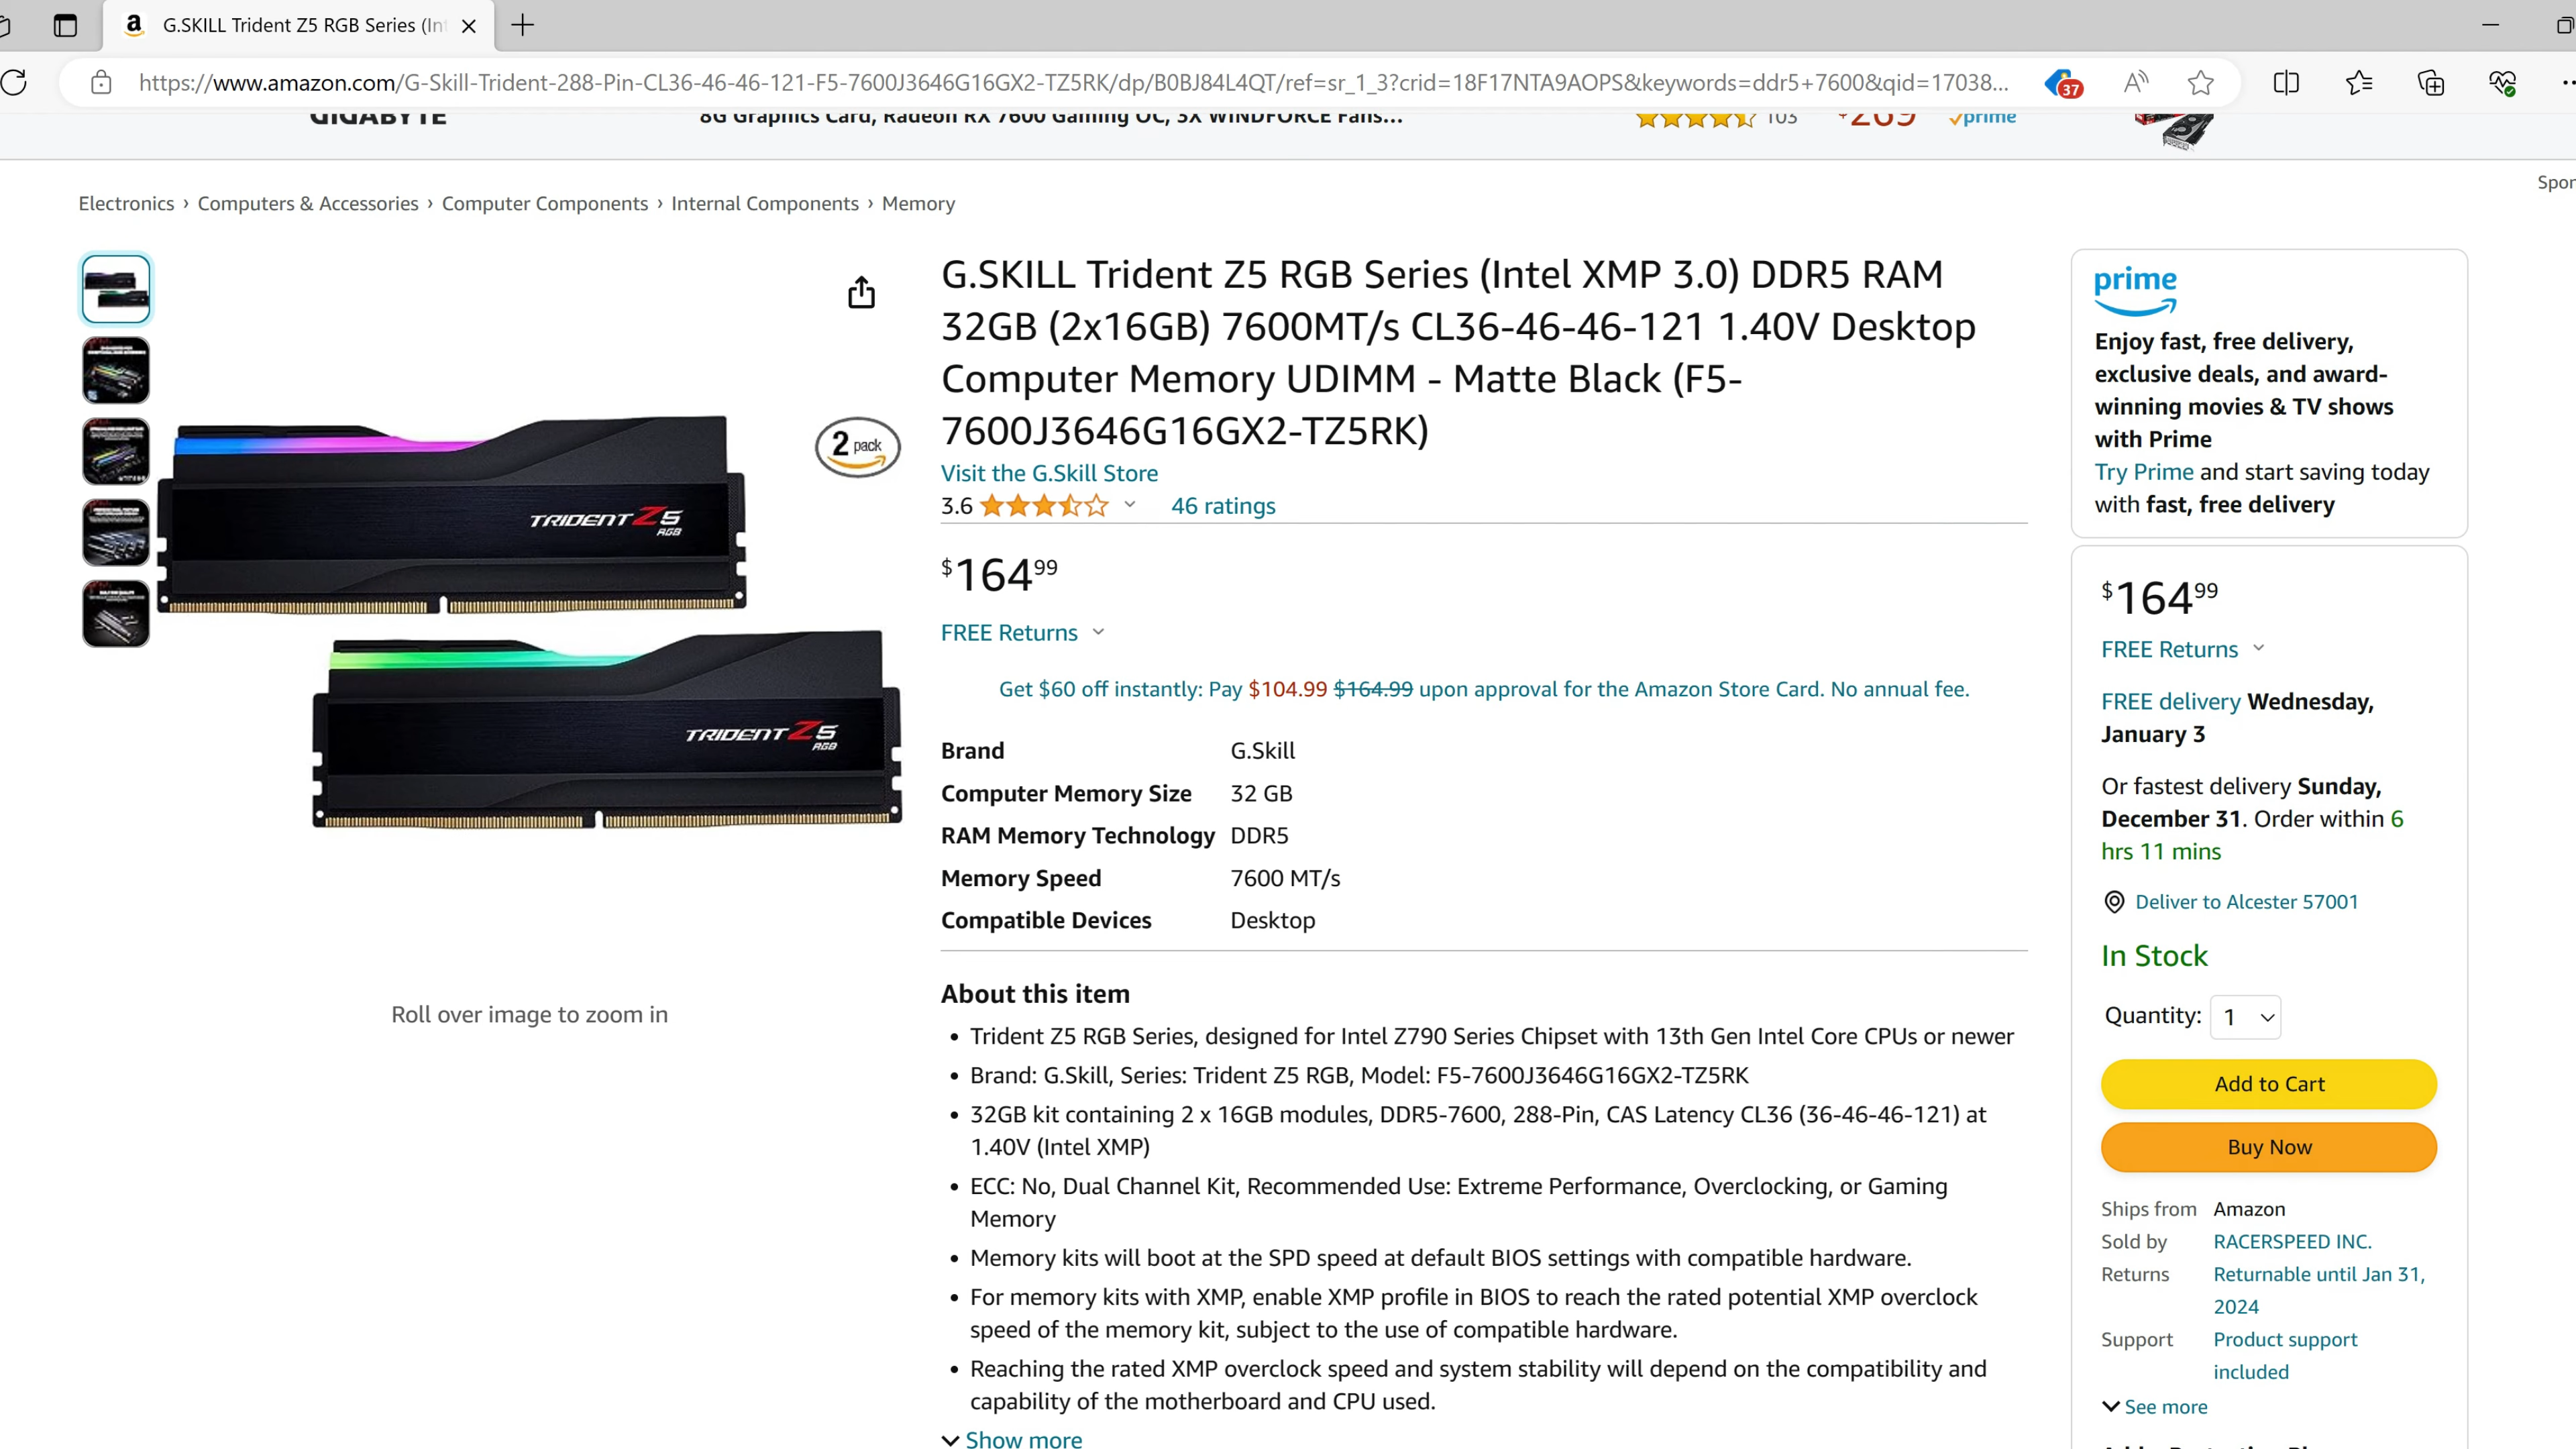 G.SKILL Trident Z5 RGB Series (Int
https://www.amazon.com/G-Skill-Trident-288-Pin-CL36-46-46-121-F5-7600J3646G16GX2-TZ5RK/dp/B0BJ84L4QT/ref=sr_1_3?crid=18F17NTA9AOPS&keywords=ddr5+7600&qid=17038...
37
GIGABYTE
8G Graphics Card, Radeon RX 7600 Gaming OC, 3X WINDFORCE Fans...
103
$269
prime
Spon
Electronics › Computers & Accessories › Computer Components › Internal Components › Memory
2 pack
TRIDENT Z5
RGB
TRIDENT Z5
RGB
Roll over image to zoom in
G.SKILL Trident Z5 RGB Series (Intel XMP 3.0) DDR5 RAM
32GB (2x16GB) 7600MT/s CL36-46-46-121 1.40V Desktop
Computer Memory UDIMM - Matte Black (F5-
7600J3646G16GX2-TZ5RK)
Visit the G.Skill Store
3.6
46 ratings
$164.99
FREE Returns
Get $60 off instantly: Pay $104.99 $164.99 upon approval for the Amazon Store Card. No annual fee.
Brand G.Skill
Computer Memory Size 32 GB
RAM Memory Technology DDR5
Memory Speed 7600 MT/s
Compatible Devices Desktop
About this item
• Trident Z5 RGB Series, designed for Intel Z790 Series Chipset with 13th Gen Intel Core CPUs or newer
• Brand: G.Skill, Series: Trident Z5 RGB, Model: F5-7600J3646G16GX2-TZ5RK
• 32GB kit containing 2 x 16GB modules, DDR5-7600, 288-Pin, CAS Latency CL36 (36-46-46-121) at
1.40V (Intel XMP)
• ECC: No, Dual Channel Kit, Recommended Use: Extreme Performance, Overclocking, or Gaming
Memory
• Memory kits will boot at the SPD speed at default BIOS settings with compatible hardware.
• For memory kits with XMP, enable XMP profile in BIOS to reach the rated potential XMP overclock
speed of the memory kit, subject to the use of compatible hardware.
• Reaching the rated XMP overclock speed and system stability will depend on the compatibility and
capability of the motherboard and CPU used.
Show more
prime
Enjoy fast, free delivery,
exclusive deals, and award-
winning movies & TV shows
with Prime
Try Prime and start saving today
with fast, free delivery
$164.99
FREE Returns
FREE delivery Wednesday,
January 3
Or fastest delivery Sunday,
December 31. Order within 6
hrs 11 mins
Deliver to Alcester 57001
In Stock
Quantity: 1
Add to Cart
Buy Now
Ships from Amazon
Sold by RACERSPEED INC.
Returns Returnable until Jan 31,
2024
Support Product support
included
See more